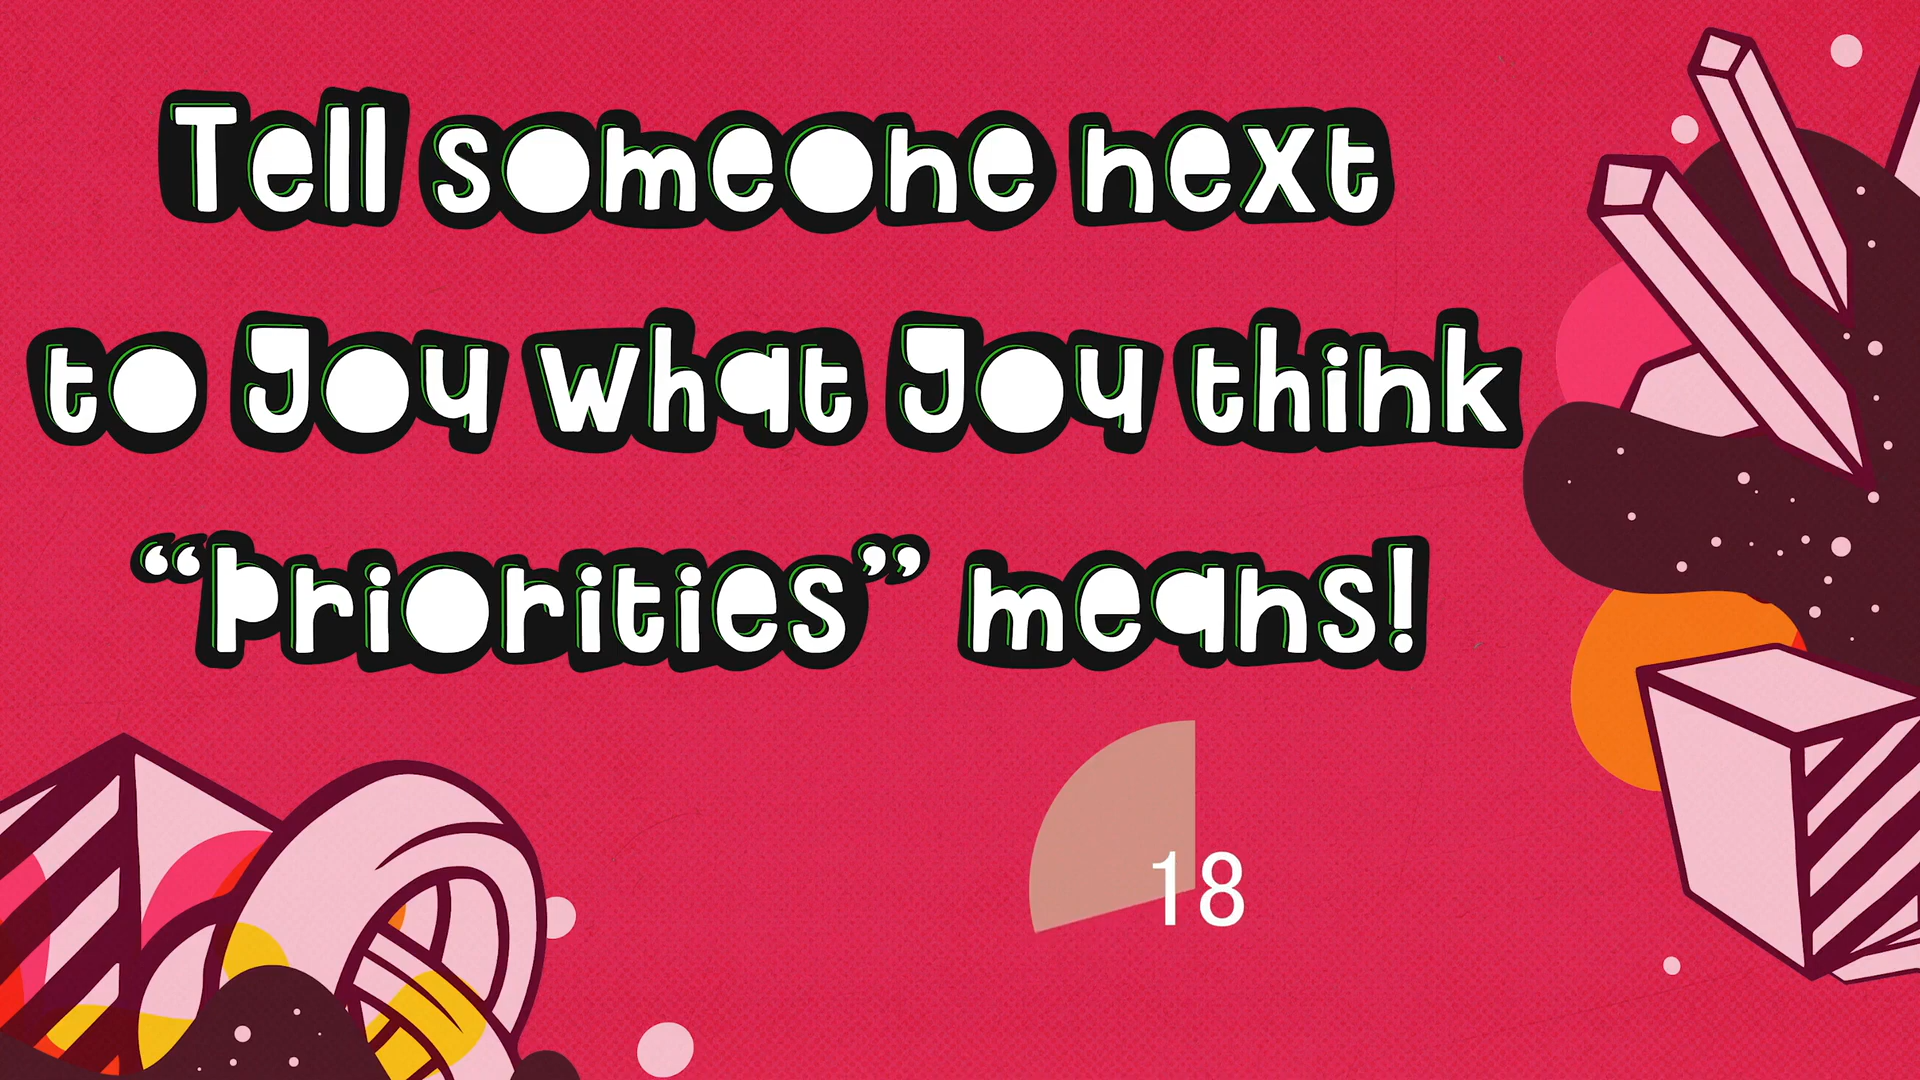 Tell someone next
to you what you think
“Priorities” means!
18